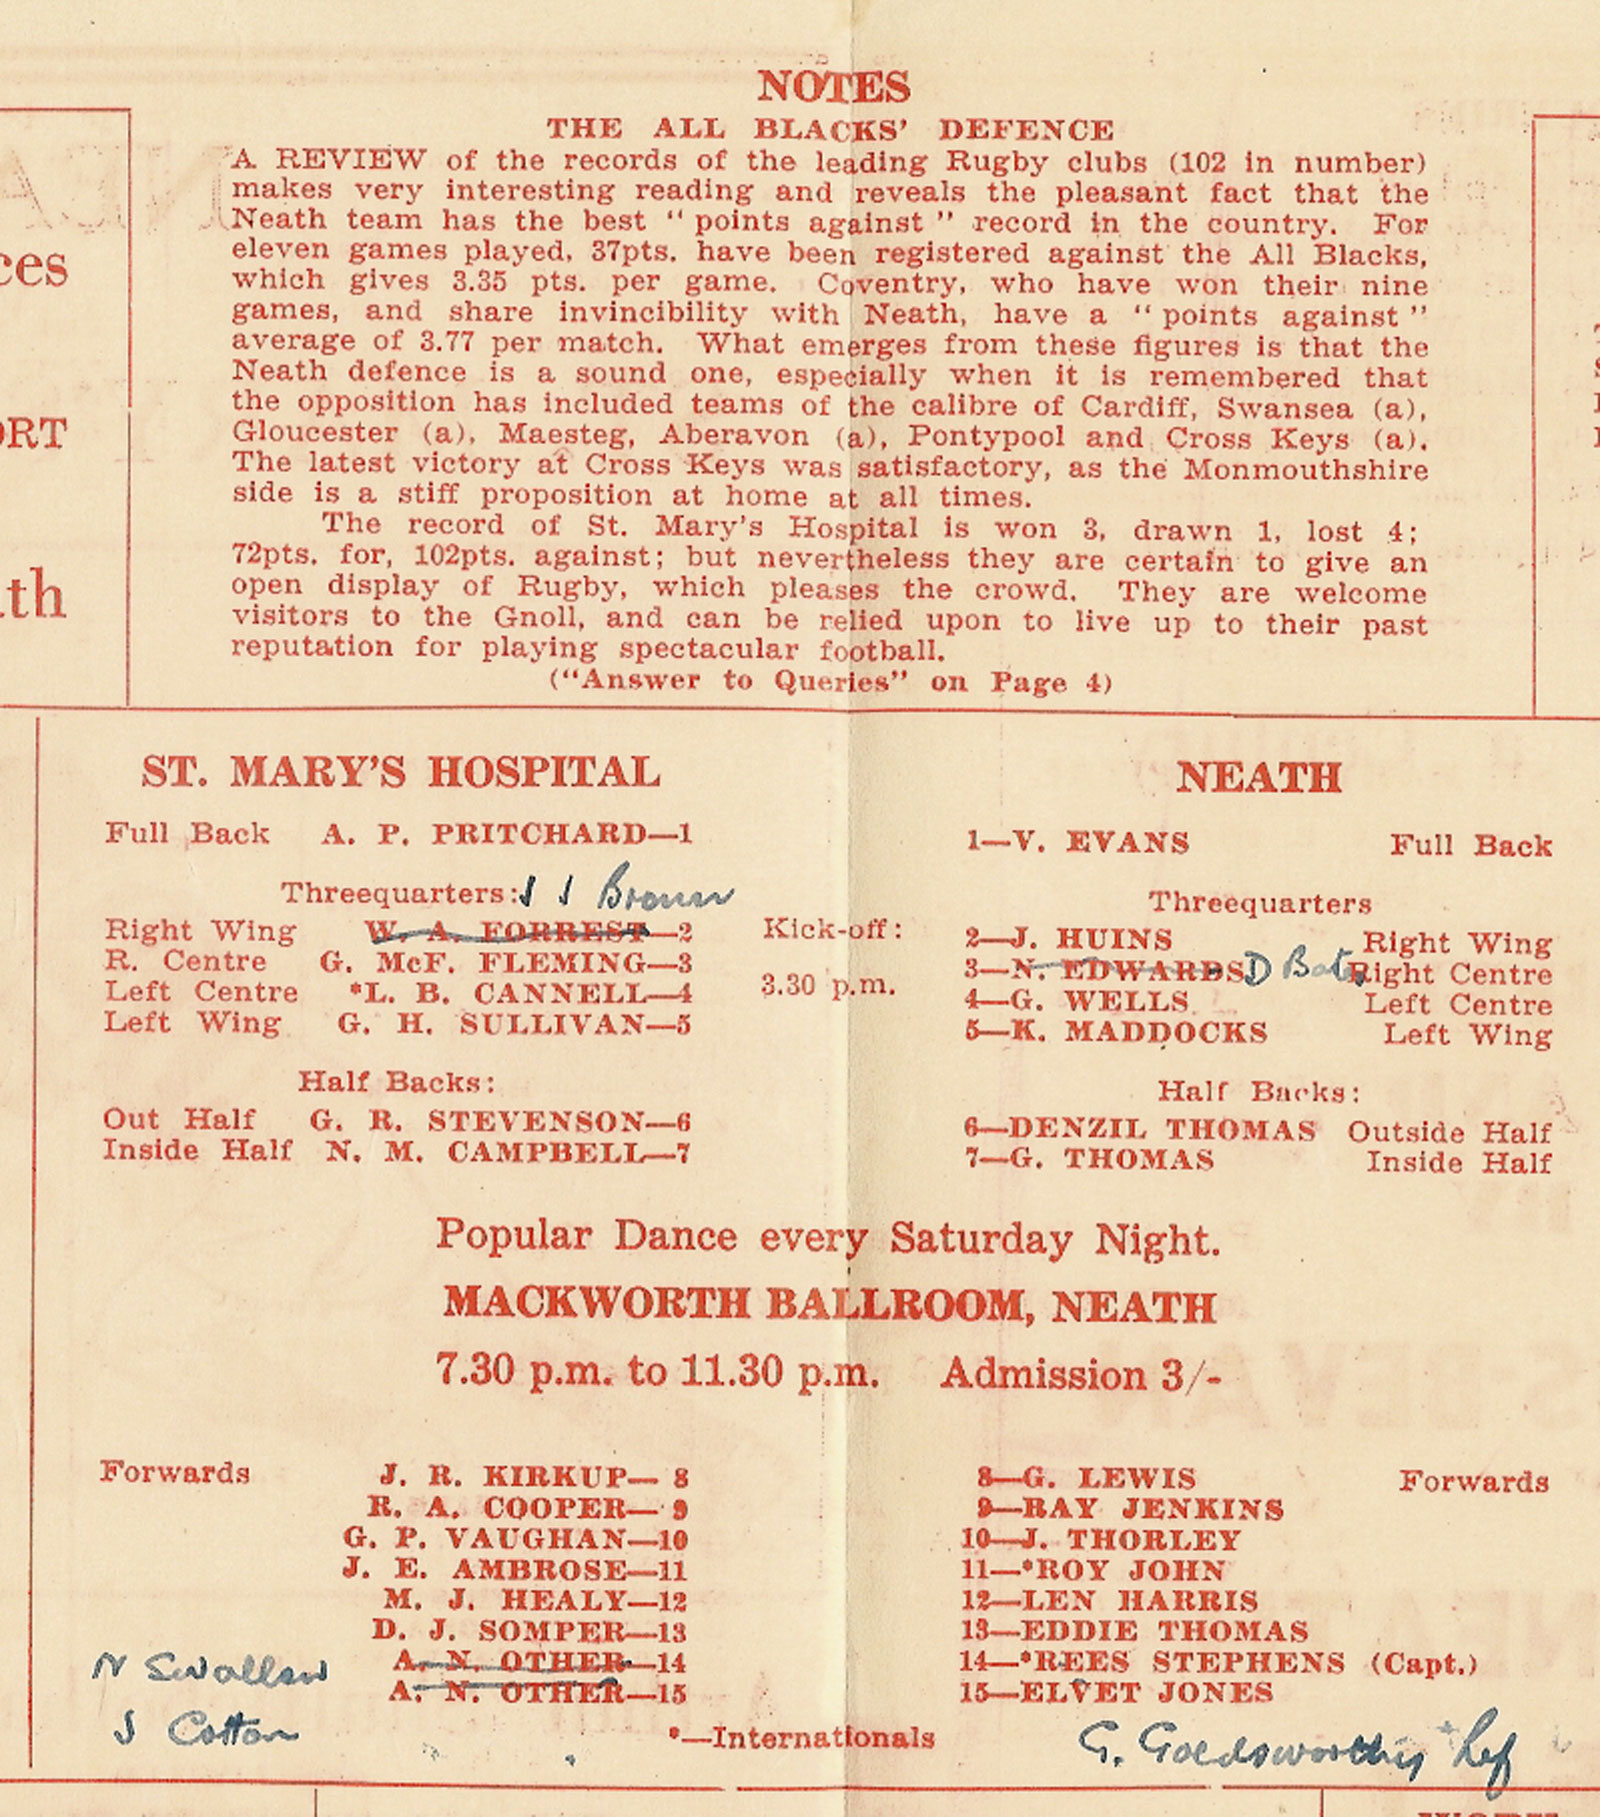 NOTES
THE ALL BLACKS' DEFENCE
A REVIEW of the records of the leading Rugby clubs (102 in number)
makes very interesting reading and reveals the pleasant fact that the
Neath team has the best "points against" record in the country. For
eleven games played, 37pts. have been registered against the All Blacks,
which gives 3.35 pts. per game. Coventry, who have won their nine
games, and share invincibility with Neath, have a "points against"
average of 3.77 per match. What emerges from these figures is that the
Neath defence is a sound one, especially when it is remembered that
the opposition has included teams of the calibre of Cardiff, Swansea (a),
Gloucester (a), Maesteg, Aberavon (a), Pontypool and Cross Keys (a).
The latest victory at Cross Keys was satisfactory, as the Monmouthshire
side is a stiff proposition at home at all times.
The record of St. Mary's Hospital is won 3, drawn 1, lost 4;
72pts. for, 102pts. against; but nevertheless they are certain to give an
open display of Rugby, which pleases the crowd. They are welcome
visitors to the Gnoll, and can be relied upon to live up to their past
reputation for playing spectacular football.
("Answer to Queries" on Page 4)
ces
ORT
ath
ST. MARY'S HOSPITAL
Full Back A. P. PRITCHARD—1
Threequarters: J J Brown
Right Wing W. A. FORREST—2
R. Centre G. McF. FLEMING—3
Left Centre *L. B. CANNELL—4
Left Wing G. H. SULLIVAN—5
Half Backs:
Out Half G. R. STEVENSON—6
Inside Half N. M. CAMPBELL—7
Kick-off:
3.30 p.m.
NEATH
1—V. EVANS Full Back
Threequarters
2—J. HUINS Right Wing
3—N. EDWARDS D Bates Right Centre
4—G. WELLS Left Centre
5—K. MADDOCKS Left Wing
Half Backs:
6—DENZIL THOMAS Outside Half
7—G. THOMAS Inside Half
Popular Dance every Saturday Night.
MACKWORTH BALLROOM, NEATH
7.30 p.m. to 11.30 p.m. Admission 3/-
Forwards J. R. KIRKUP— 8
R. A. COOPER— 9
G. P. VAUGHAN—10
J. E. AMBROSE—11
M. J. HEALY—12
D. J. SOMPER—13
N Swallow A. N. OTHER—14
A. N. OTHER—15
J Cotton
8—G. LEWIS Forwards
9—RAY JENKINS
10—J. THORLEY
11—*ROY JOHN
12—LEN HARRIS
13—EDDIE THOMAS
14—*REES STEPHENS (Capt.)
15—ELVET JONES
*—Internationals
G. Goldsworthy Ref